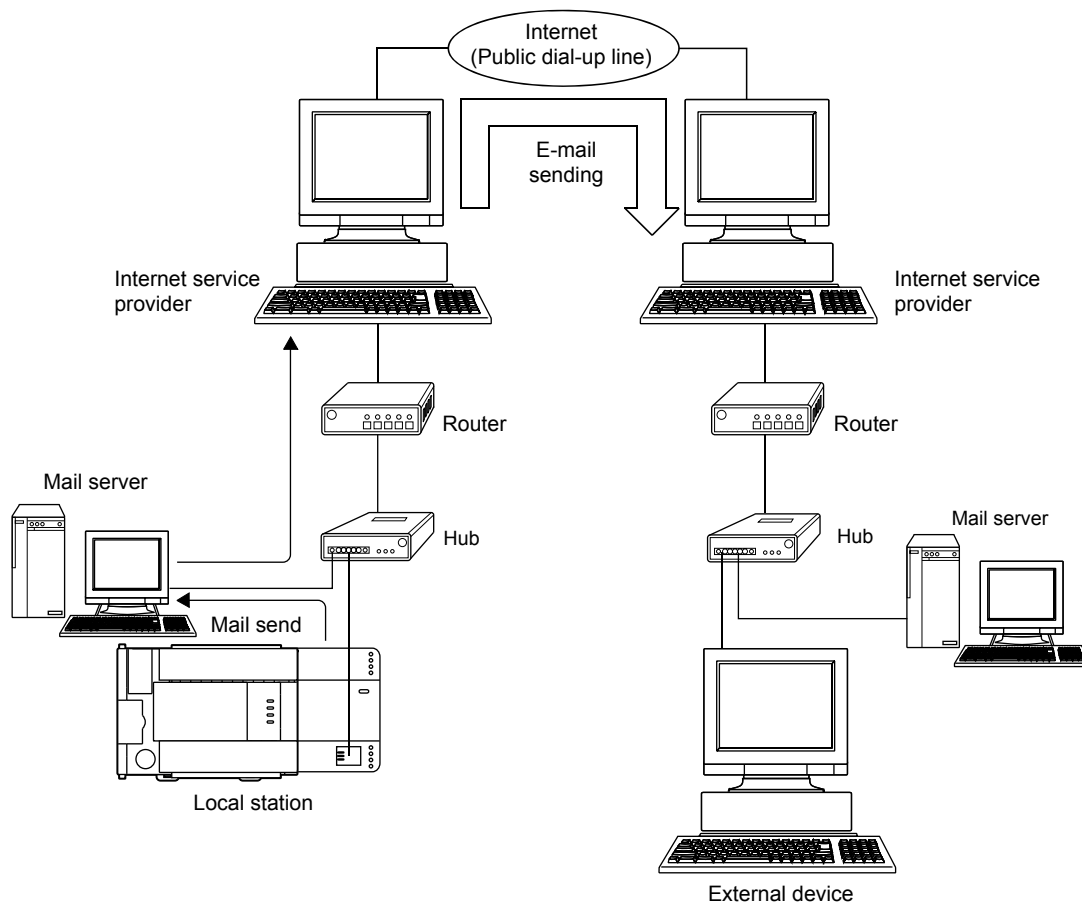 Internet
(Public dial-up line)
E-mail
sending
Internet service
provider
Internet service
provider
Router
Router
Mail server
Hub
Hub
Mail server
Mail send
Local station
External device